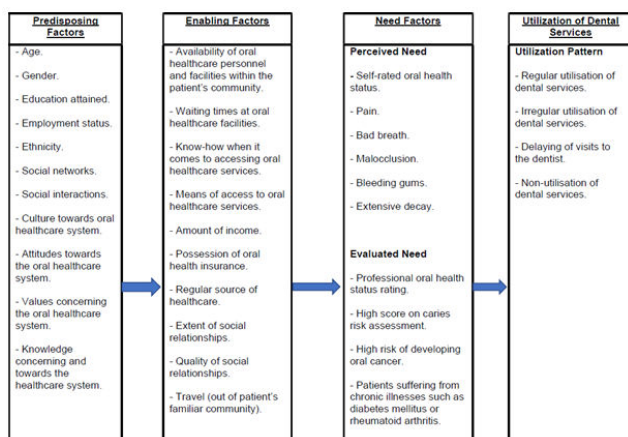 Predisposing
Factors
- Age.
- Gender.
- Education attained.
- Employment status.
- Ethnicity.
- Social networks.
- Social interactions.
- Culture towards oral
healthcare system.
- Attitudes towards
the oral healthcare
system.
- Values concerning
the oral healthcare
system.
- Knowledge
concerning and
towards the
healthcare system.
Enabling Factors
- Availability of oral
healthcare personnel
and facilities within the
patient's community.
- Waiting times at oral
healthcare facilities.
- Know-how when it
comes to accessing oral
healthcare services.
- Means of access to oral
healthcare services.
- Amount of income.
- Possession of oral
health insurance.
- Regular source of
healthcare.
- Extent of social
relationships.
- Quality of social
relationships.
- Travel (out of patient's
familiar community).
Need Factors
Perceived Need
- Self-rated oral health
status.
- Pain.
- Bad breath.
- Malocclusion.
- Bleeding gums.
- Extensive decay.
Evaluated Need
- Professional oral health
status rating.
- High score on caries
risk assessment.
- High risk of developing
oral cancer.
- Patients suffering from
chronic illnesses such as
diabetes mellitus or
rheumatoid arthritis.
Utilization of Dental
Services
Utilization Pattern
- Regular utilisation of
dental services.
- Irregular utilisation of
dental services.
- Delaying of visits to
the dentist.
- Non-utilisation of
dental services.